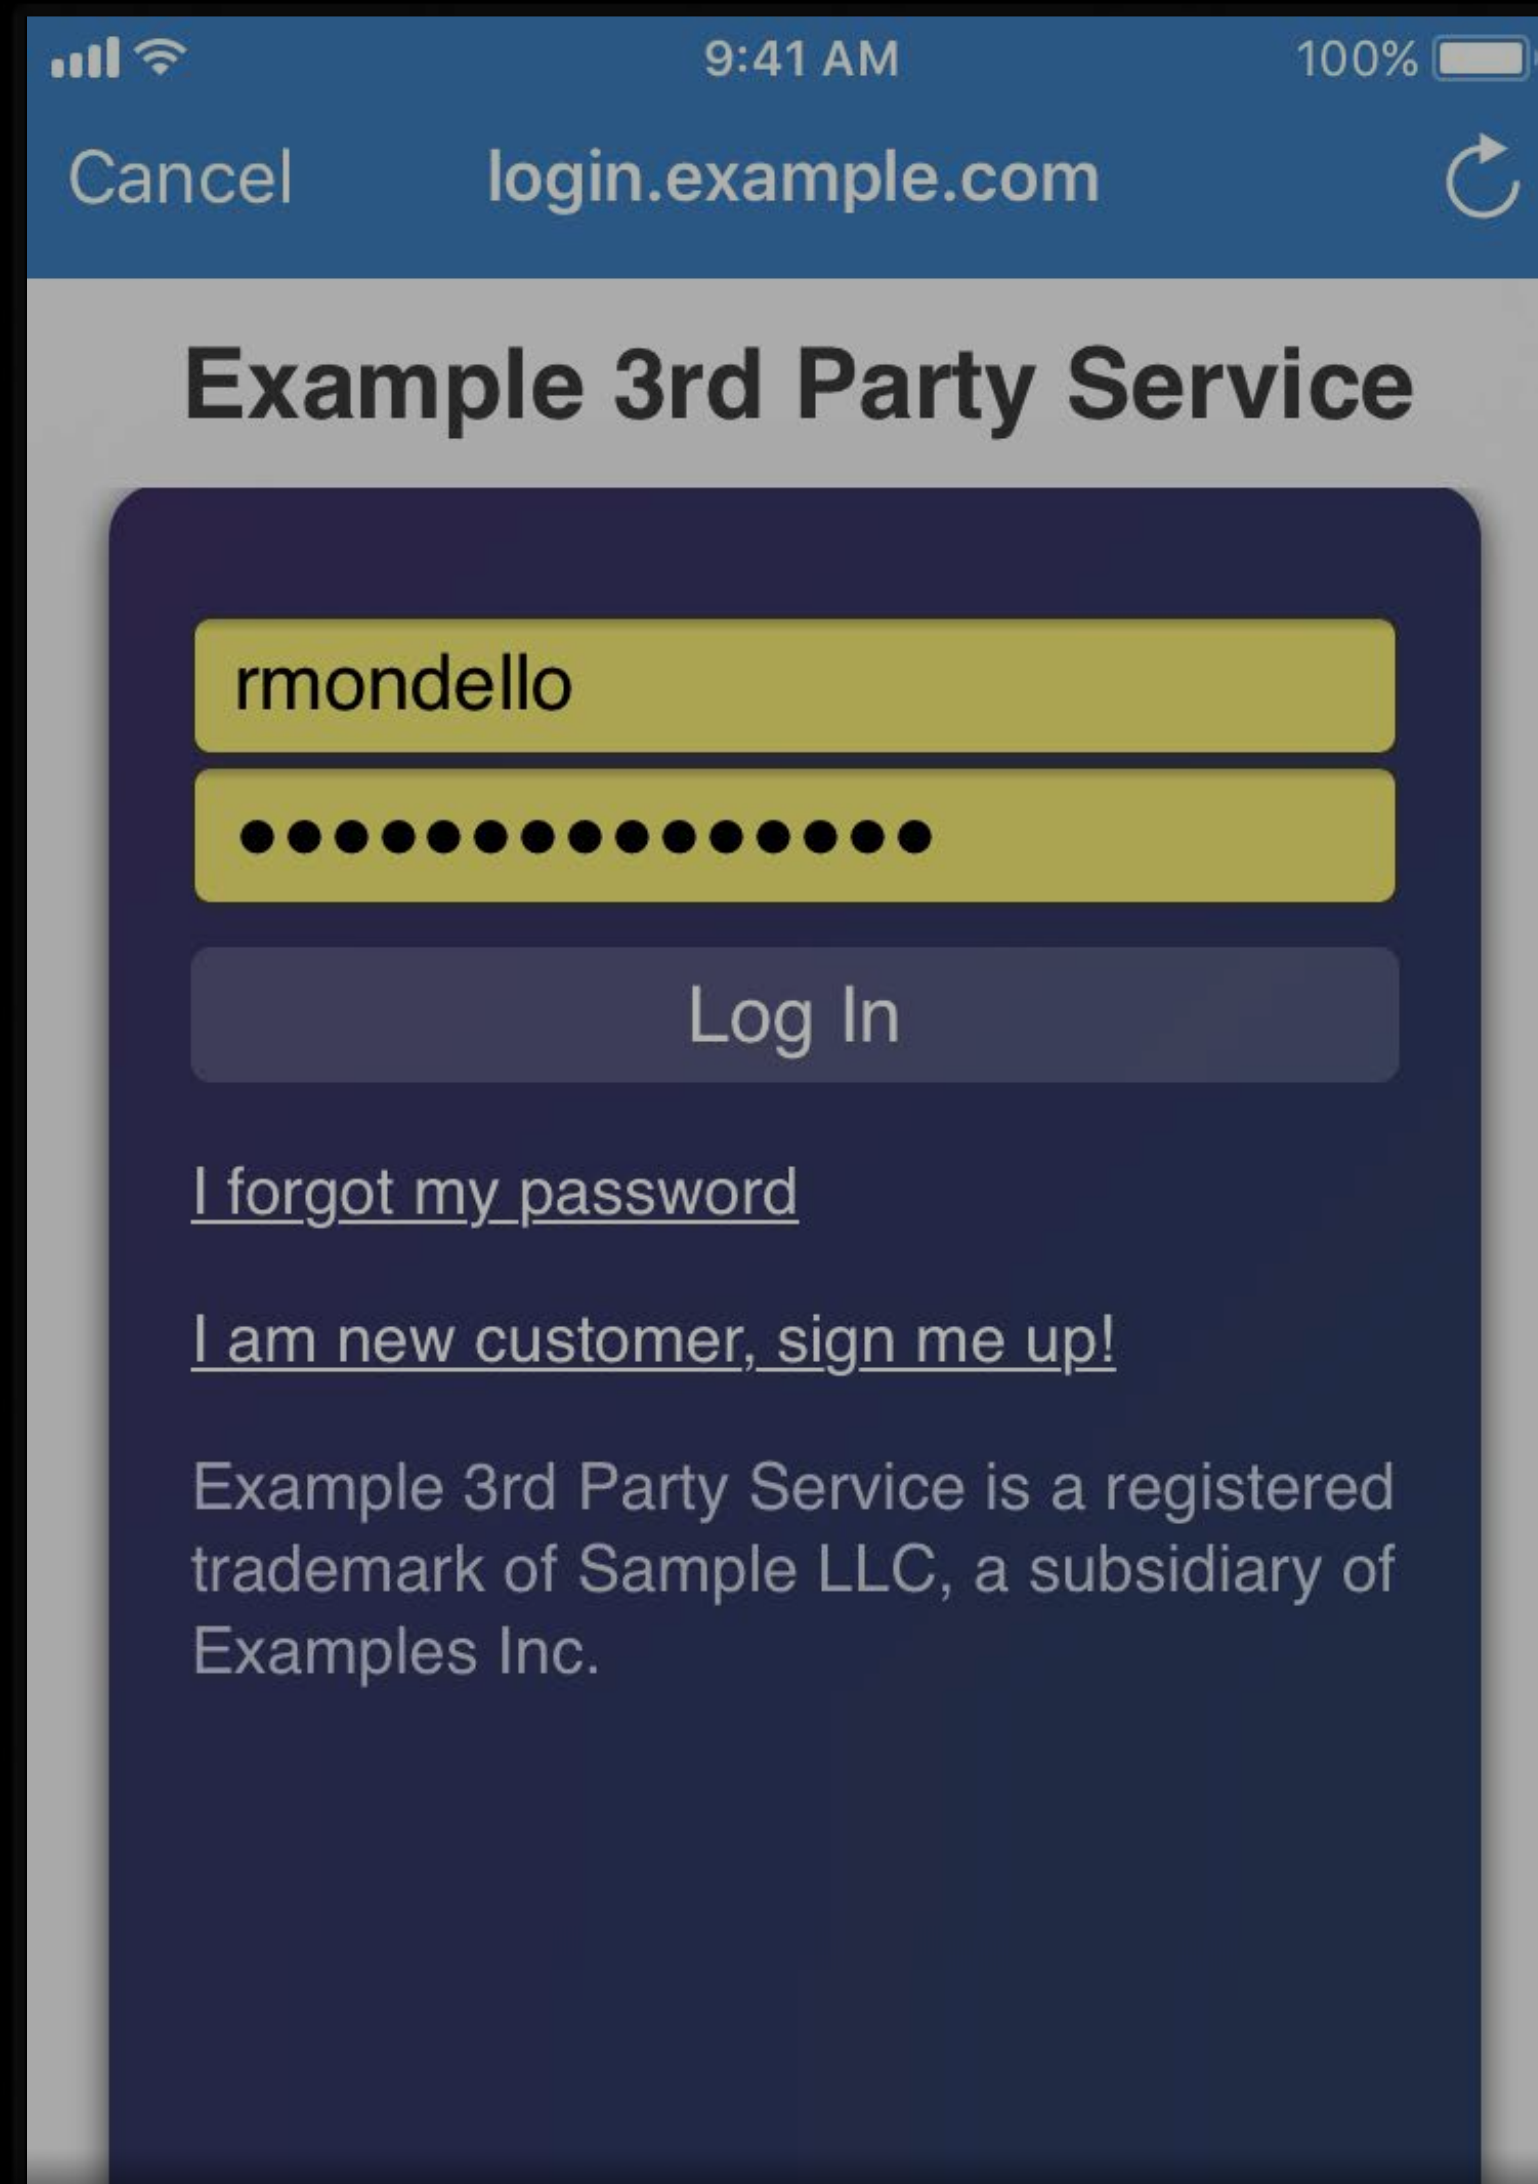 9:41 AM 100%
Cancel login.example.com
Example 3rd Party Service
rmondello
●●●●●●●●●●●●●●●
Log In
I forgot my password
I am new customer, sign me up!
Example 3rd Party Service is a registered
trademark of Sample LLC, a subsidiary of
Examples Inc.